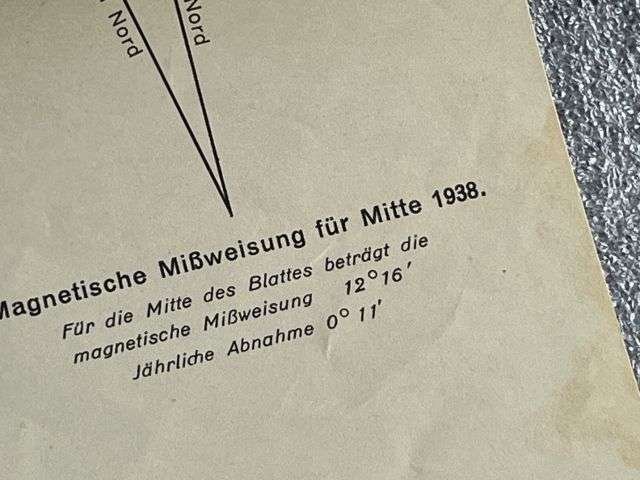 Nord
Nord
Magnetische Mißweisung für Mitte 1938.
Für die Mitte des Blattes beträgt die
magnetische Mißweisung 12°16′
Jährliche Abnahme 0° 11′